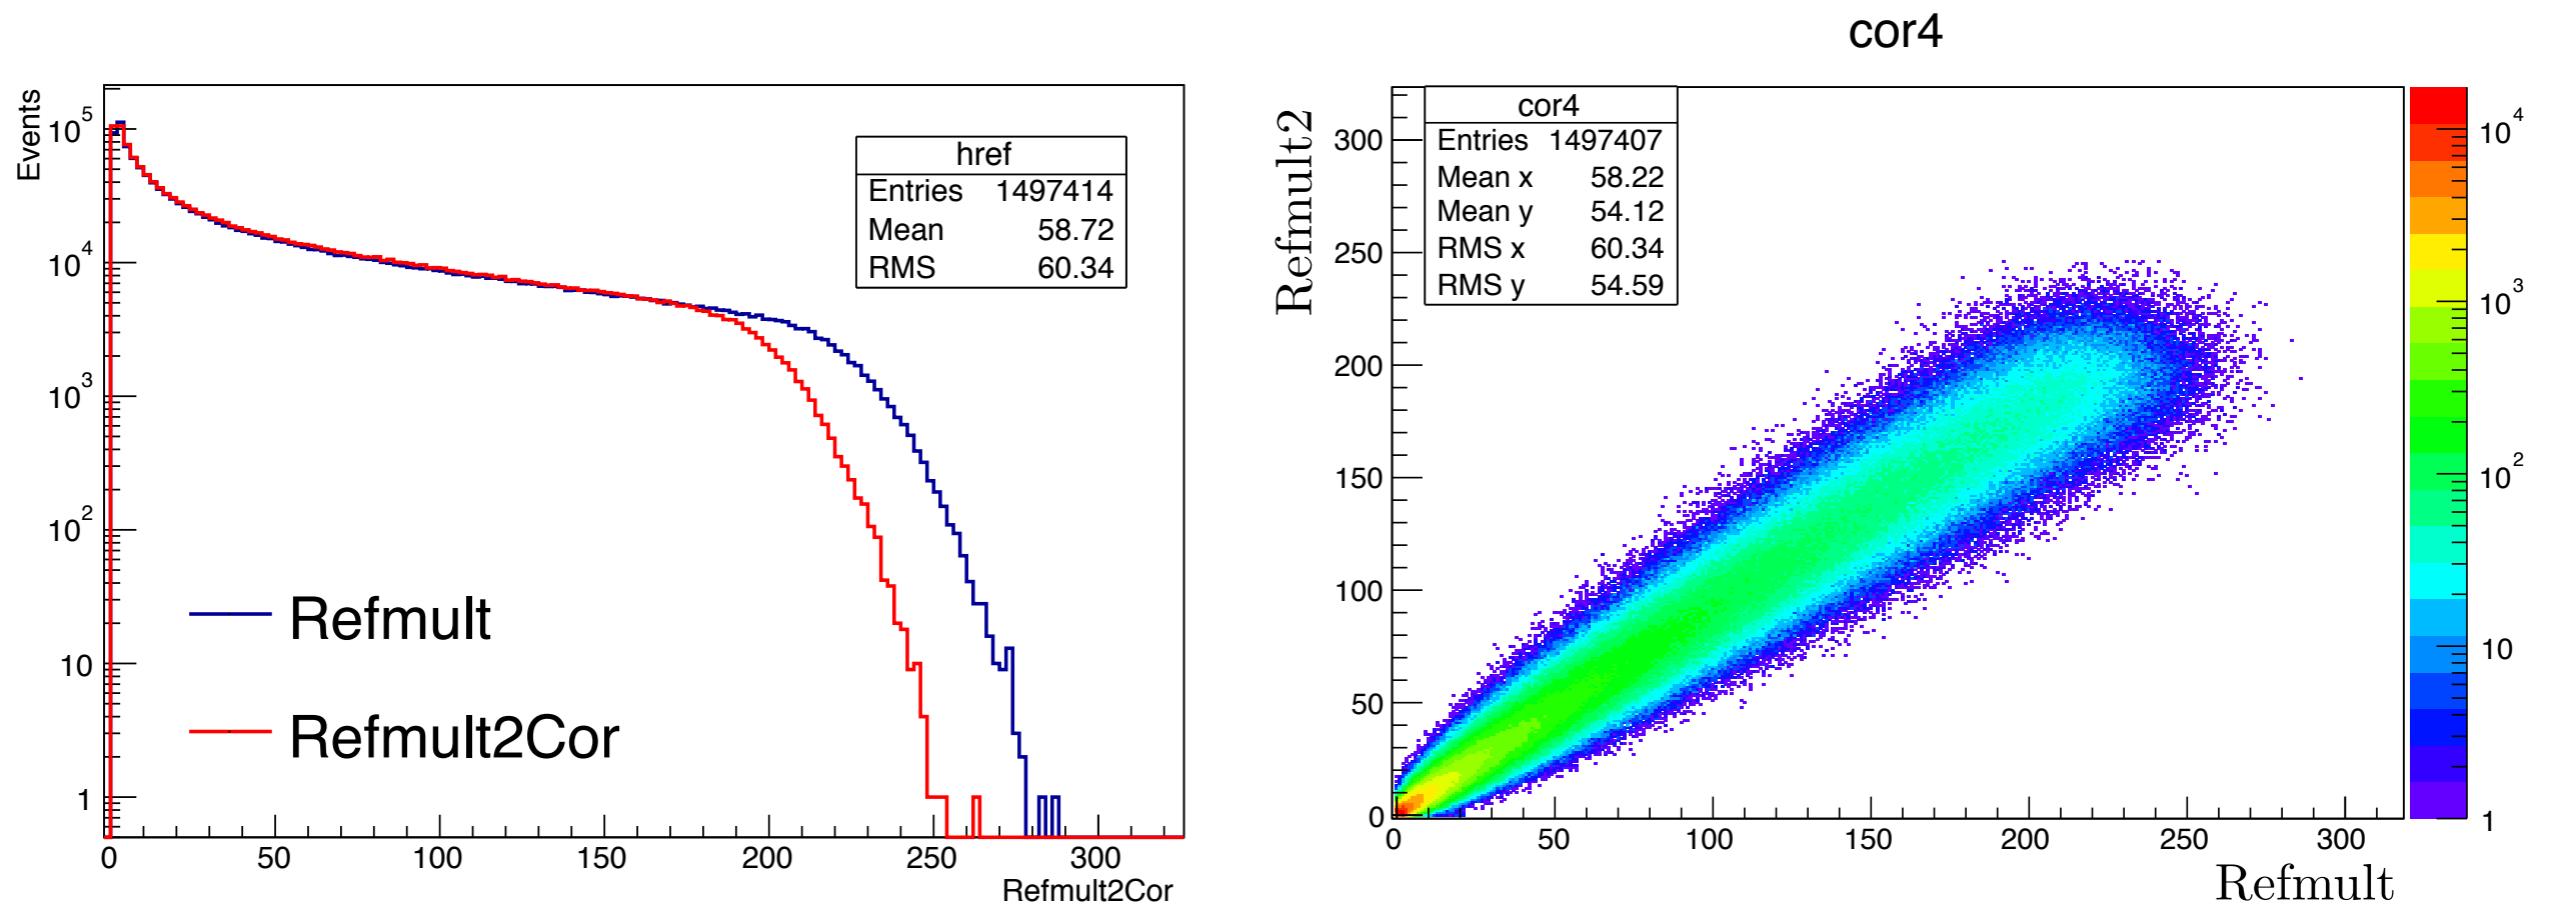 Events
10^5
10^4
10^3
10^2
10
1
href
Entries 1497414
Mean 58.72
RMS 60.34
Refmult
Refmult2Cor
0 50 100 150 200 250 300
Refmult2Cor
cor4
Refmult2
300
250
200
150
100
50
0
cor4
Entries 1497407
Mean x 58.22
Mean y 54.12
RMS x 60.34
RMS y 54.59
0 50 100 150 200 250 300
Refmult
10^4
10^3
10^2
10
1